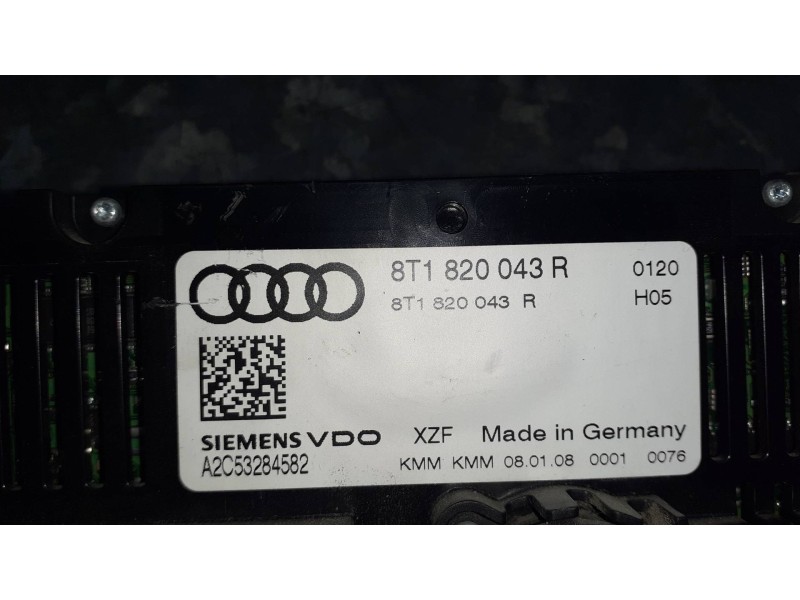 8T1 820 043 R 0120
8T1 820 043 R H05
SIEMENS VDO XZF Made in Germany
A2C53284582 KMM KMM 08.01.08 0001 0076